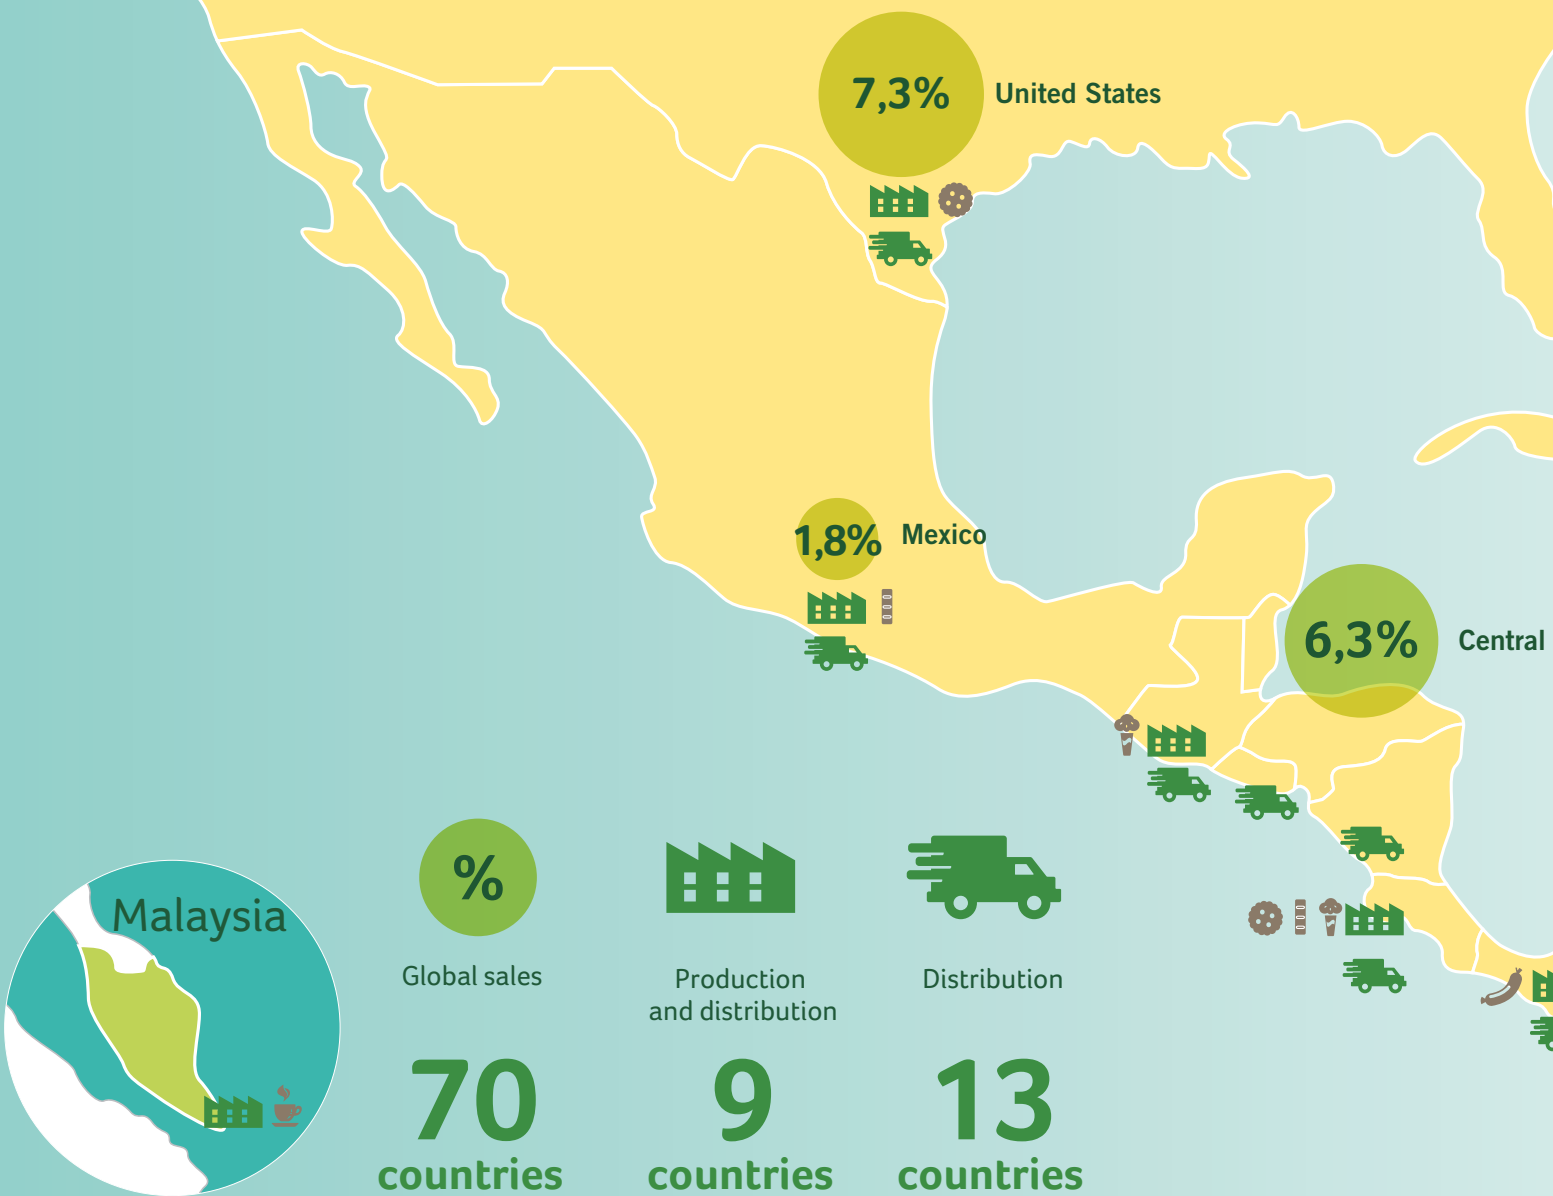 7,3%
United States
1,8%
Mexico
6,3%
Central
%
Malaysia
Global sales
Production
and distribution
Distribution
70
countries
9
countries
13
countries